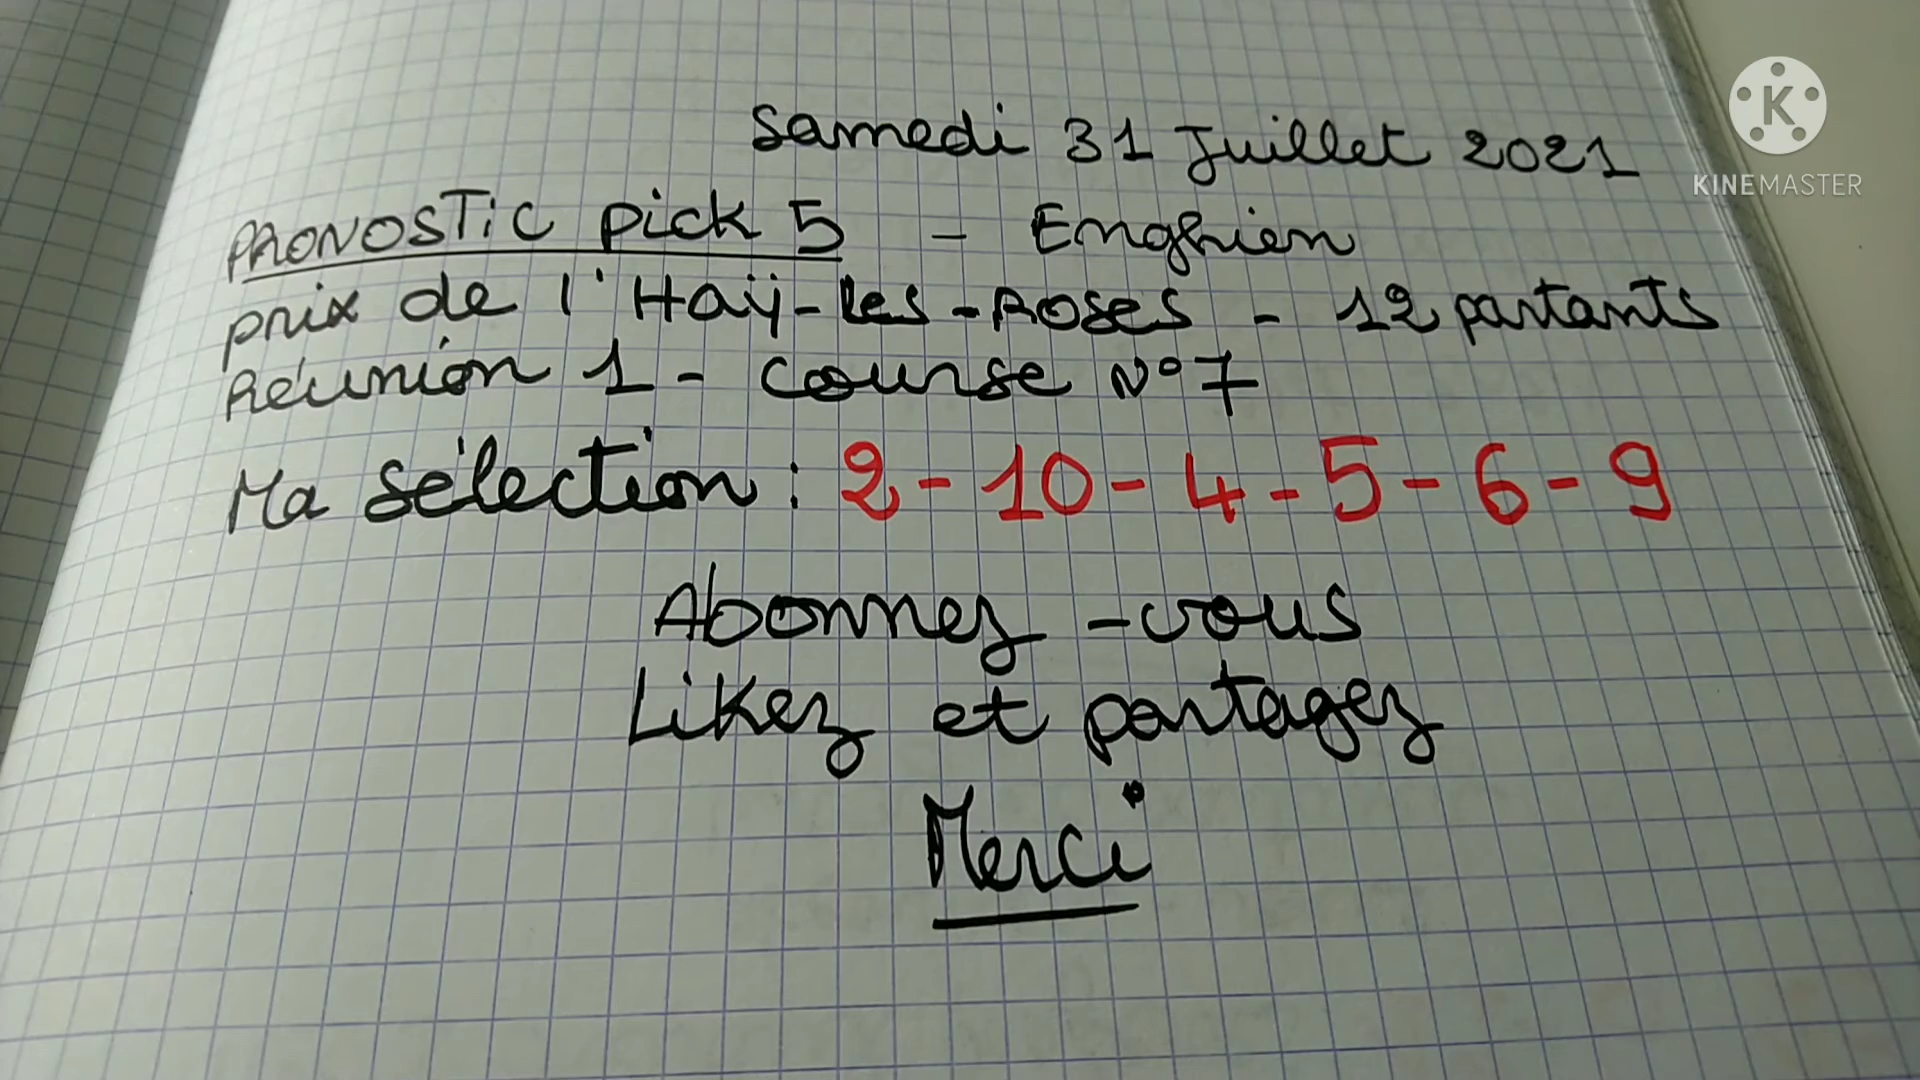 Samedi 31 Juillet 2021
K
KINEMASTER
PRONOSTIC Pick 5 - Enghien
prix de l'Haÿ-les-Roses - 12 partants
Réunion 1 - Course N°7
Ma sélection : 2 - 10 - 4 - 5 - 6 - 9
Abonnez-vous
Likez et partagez
Merci